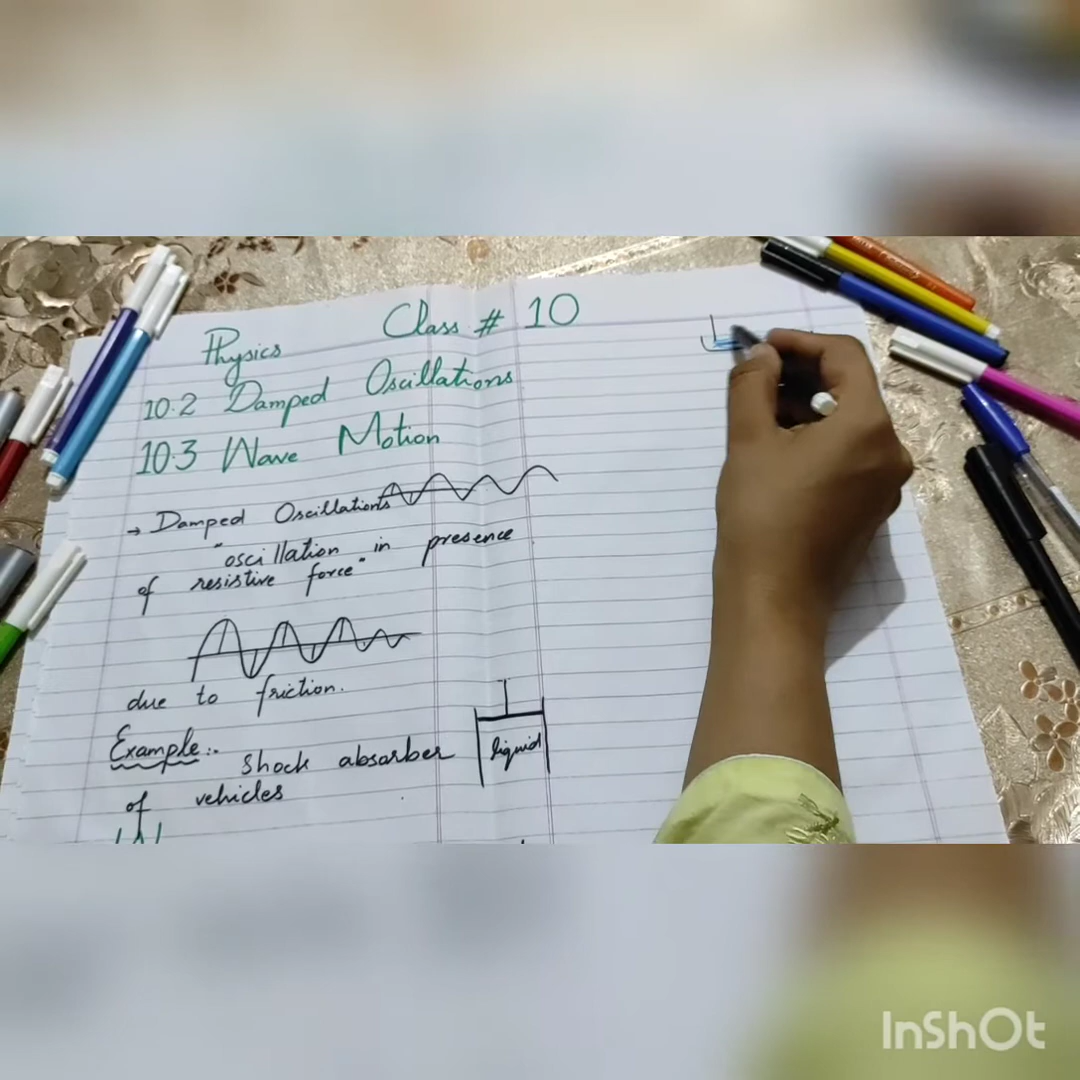 Class # 10
Physics
10.2 Damped Oscillations
10.3 Wave Motion
→ Damped Oscillations
"oscillation in presence
of resistive force"
due to friction.
Example:-
Shock absorber
of vehicles
liquid
InShOt